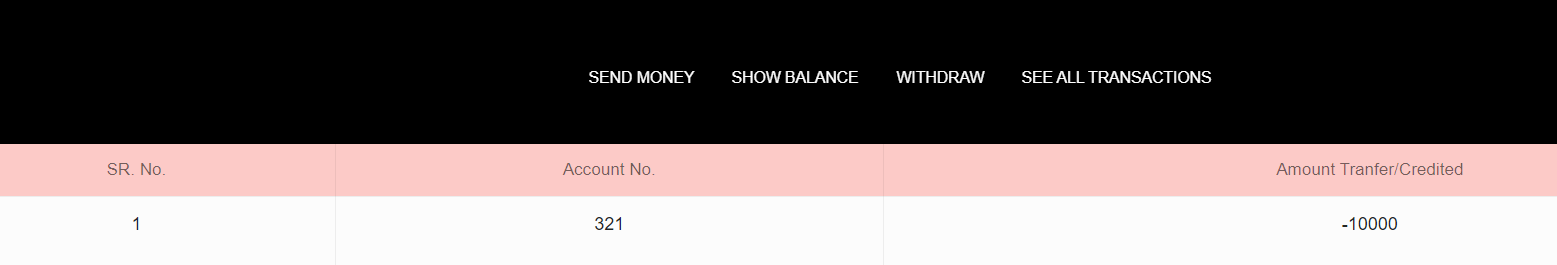 SEND MONEY SHOW BALANCE WITHDRAW SEE ALL TRANSACTIONS
SR. No. Account No. Amount Tranfer/Credited
1 321 -10000